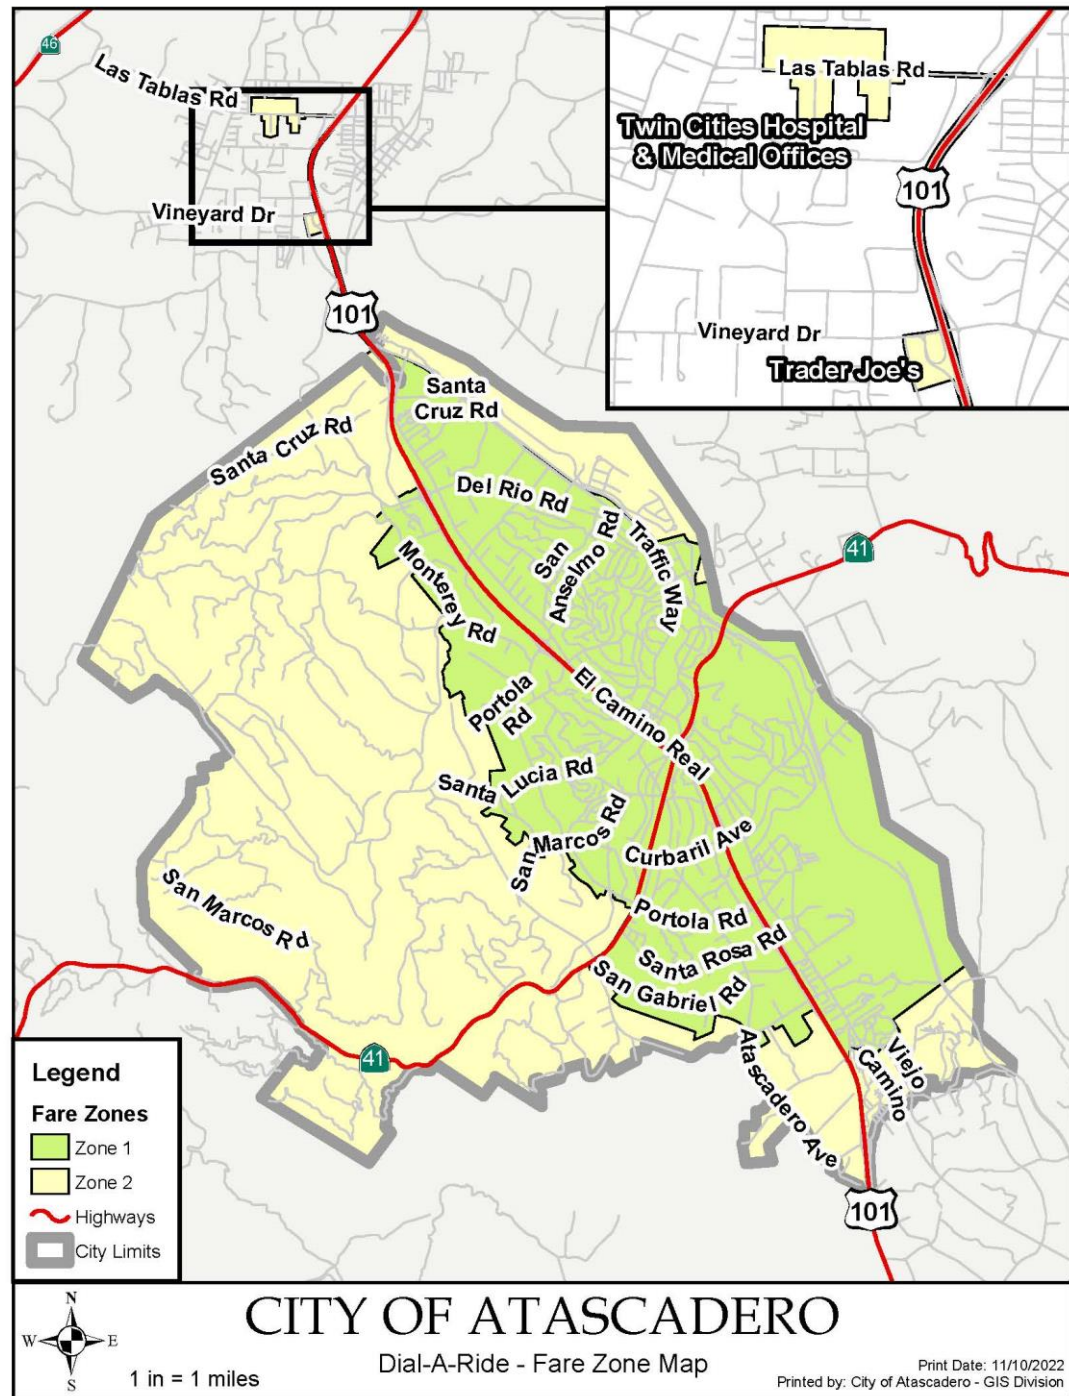 46
Las Tablas Rd
Vineyard Dr
Las Tablas Rd
Twin Cities Hospital
& Medical Offices
101
Vineyard Dr
Trader Joe's
101
Santa
Cruz Rd
Santa Cruz Rd
Del Rio Rd
San
Anselmo Rd
Traffic Way
41
Monterey Rd
Portola
Rd
El Camino Real
Santa Lucia Rd
San Marcos Rd
Curbaril Ave
San Marcos Rd
Portola Rd
Santa Rosa Rd
San Gabriel Rd
Atascadero Ave
Viejo
Camino
41
101
Legend
Fare Zones
Zone 1
Zone 2
Highways
City Limits
N
W E
S
1 in = 1 miles
CITY OF ATASCADERO
Dial-A-Ride - Fare Zone Map
Print Date: 11/10/2022
Printed by: City of Atascadero - GIS Division